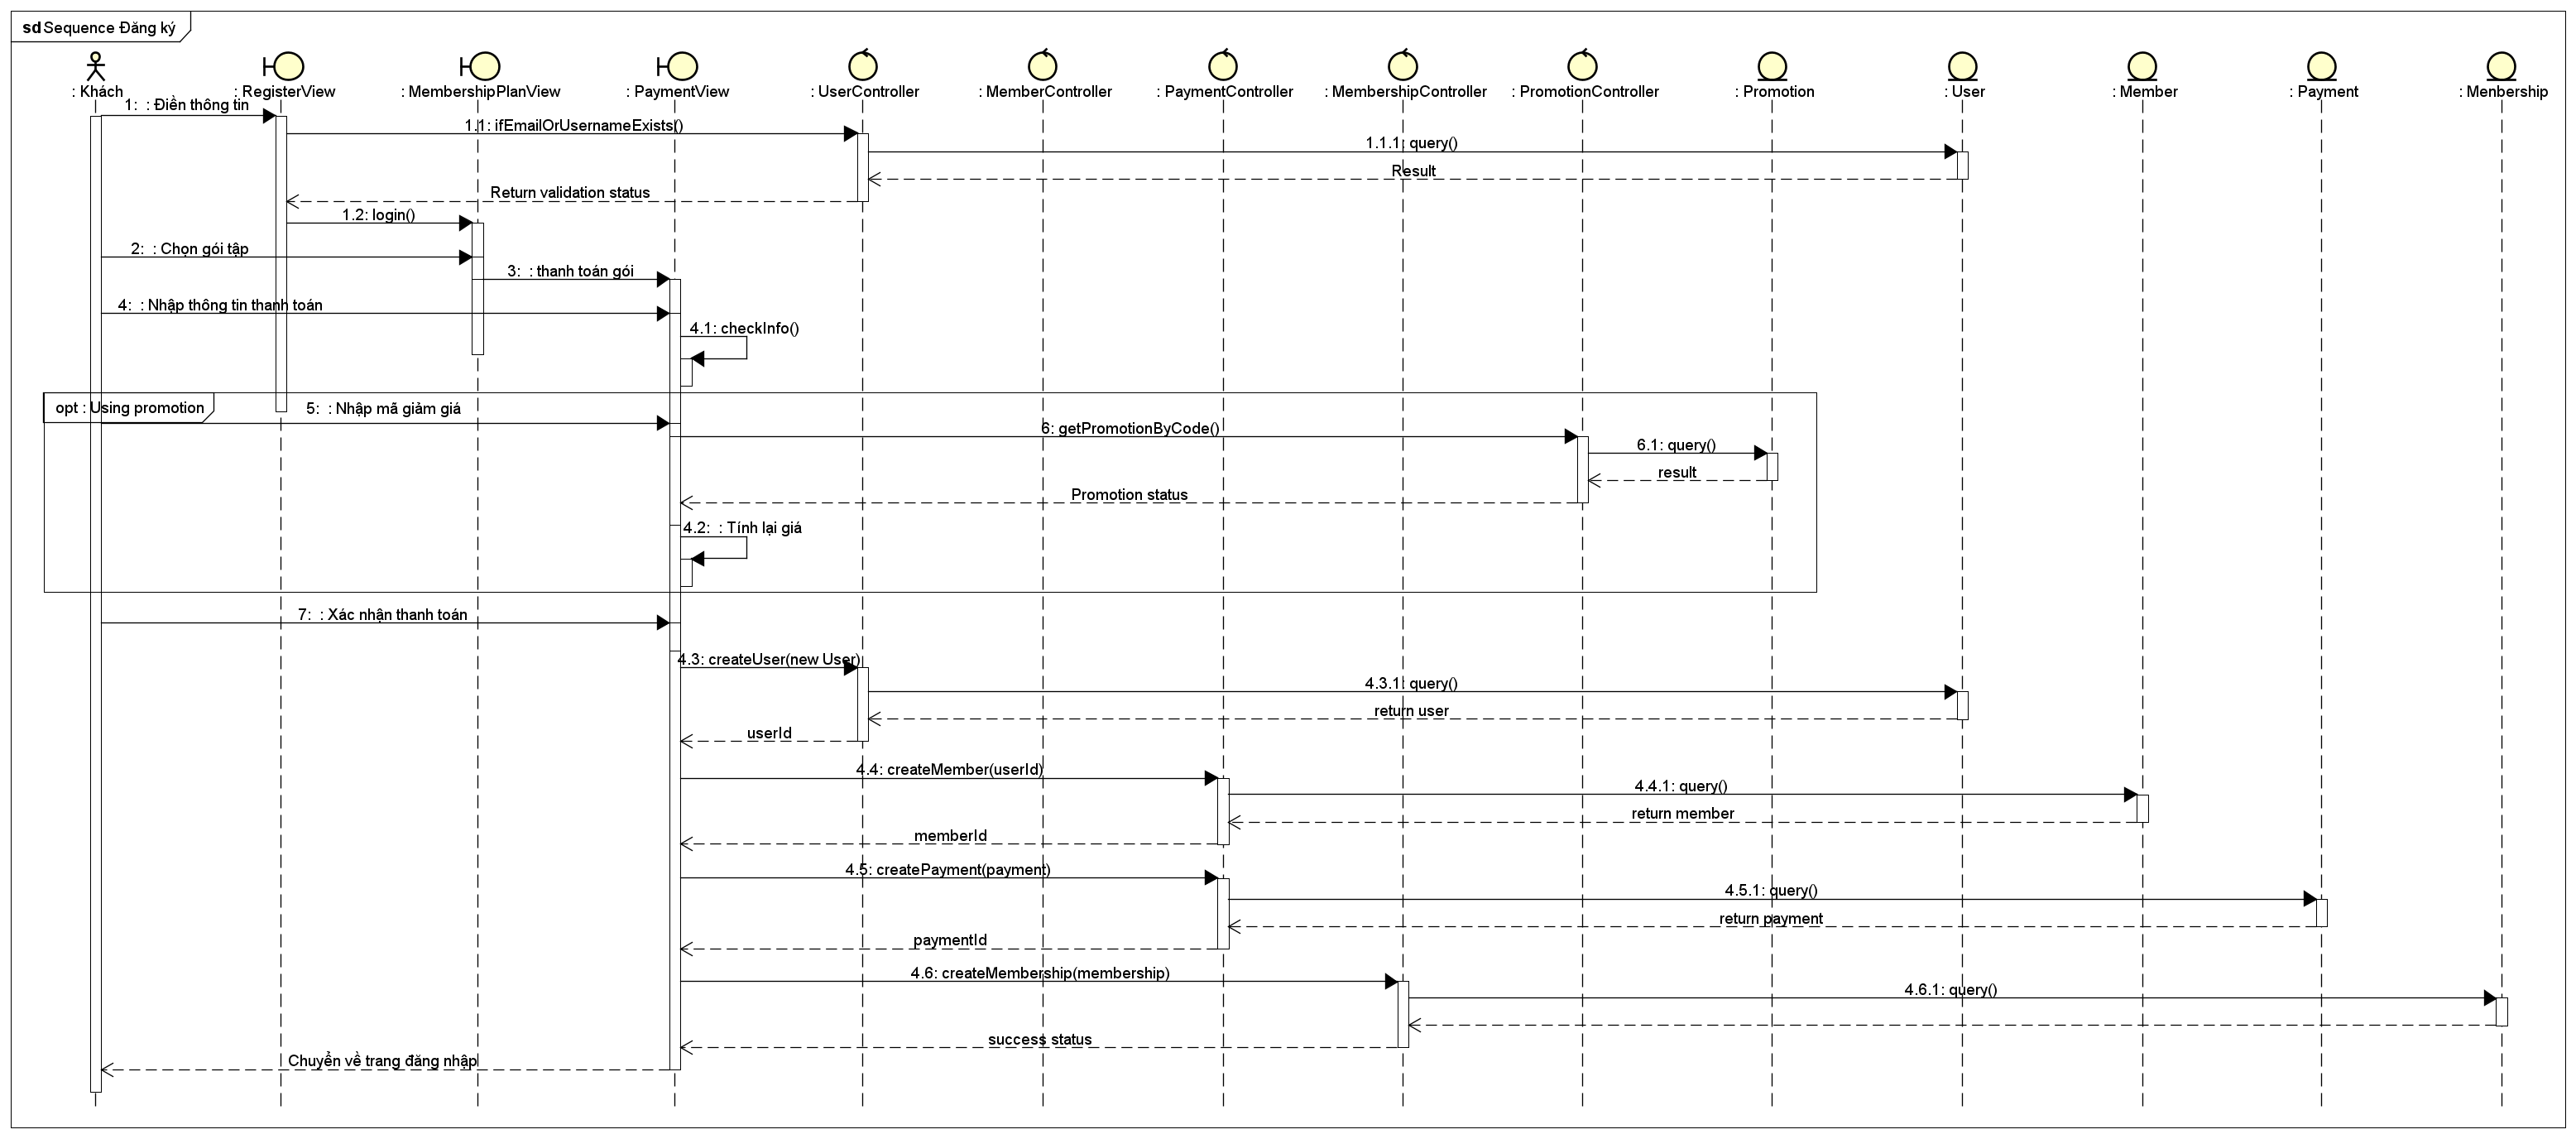 sd Sequence Đăng ký
: Khách
: RegisterView
: MembershipPlanView
: PaymentView
: UserController
: MemberController
: PaymentController
: MembershipController
: PromotionController
: Promotion
: User
: Member
: Payment
: Menbership
1:  : Điền thông tin
1.1: ifEmailOrUsernameExists()
1.1.1: query()
Result
Return validation status
1.2: login()
2:  : Chọn gói tập
3:  : thanh toán gói
4:  : Nhập thông tin thanh toán
4.1: checkInfo()
opt : Using promotion
5:  : Nhập mã giảm giá
6: getPromotionByCode()
6.1: query()
result
Promotion status
4.2:  : Tính lại giá
7:  : Xác nhận thanh toán
4.3: createUser(new User)
4.3.1: query()
return user
userId
4.4: createMember(userId)
4.4.1: query()
return member
memberId
4.5: createPayment(payment)
4.5.1: query()
return payment
paymentId
4.6: createMembership(membership)
4.6.1: query()
success status
Chuyển về trang đăng nhập